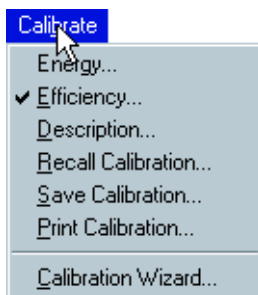 Calibrate
Energy...
✔ Efficiency...
Description...
Recall Calibration...
Save Calibration...
Print Calibration...
Calibration Wizard...